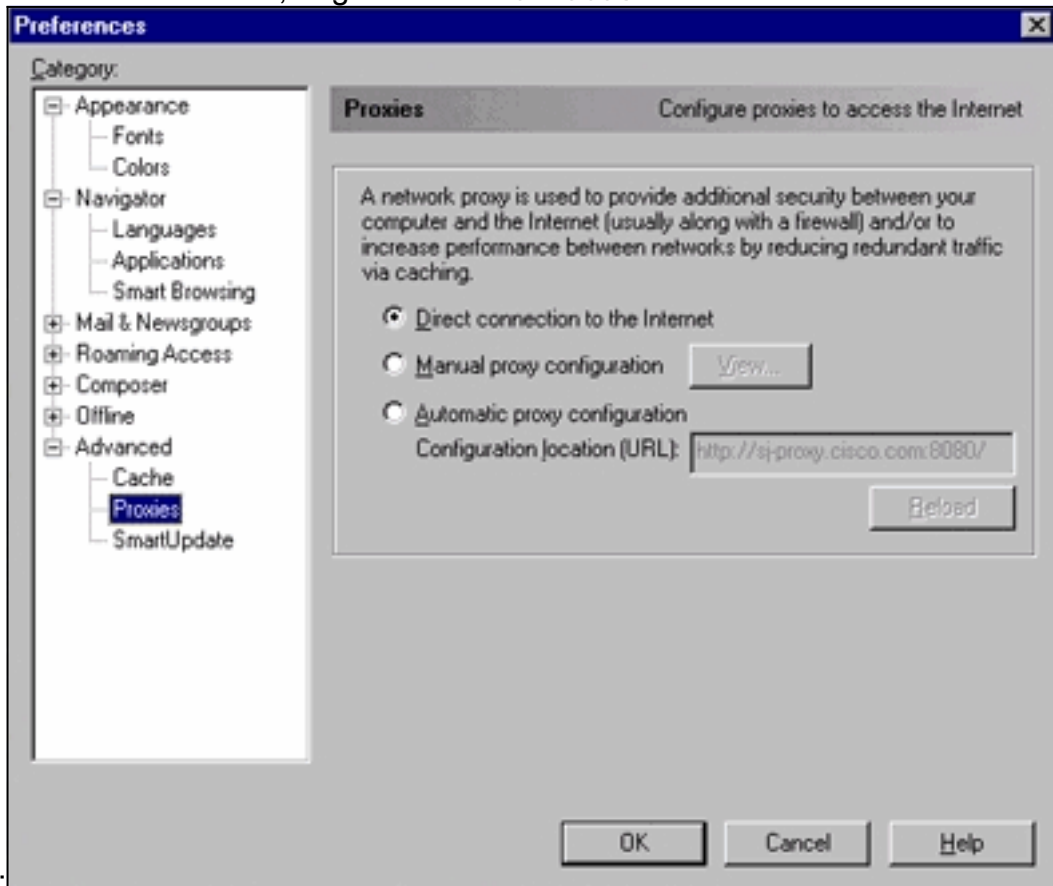 Preferences
Category:
Appearance
Fonts
Colors
Navigator
Languages
Applications
Smart Browsing
Mail & Newsgroups
Roaming Access
Composer
Offline
Advanced
Cache
Proxies
SmartUpdate
Proxies Configure proxies to access the Internet
A network proxy is used to provide additional security between your
computer and the Internet (usually along with a firewall) and/or to
increase performance between networks by reducing redundant traffic
via caching.
Direct connection to the Internet
Manual proxy configuration View...
Automatic proxy configuration
Configuration location (URL): http://sj-proxy.cisco.com:8080/
Reload
OK Cancel Help